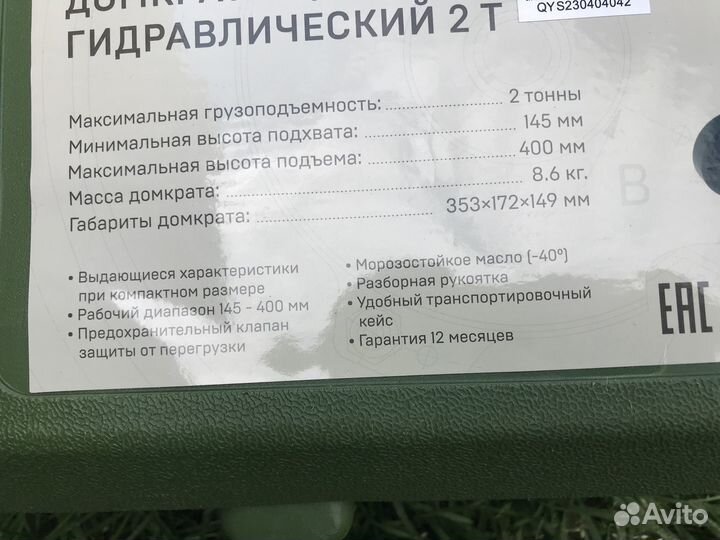 QYS230404042
ГИДРАВЛИЧЕСКИЙ 2 Т
Максимальная грузоподъемность: 2 тонны
Минимальная высота подхвата: 145 мм
Максимальная высота подъема: 400 мм
Масса домкрата: 8.6 кг.
Габариты домкрата: 353×172×149 мм
• Выдающиеся характеристики
при компактном размере
• Рабочий диапазон 145 - 400 мм
• Предохранительный клапан
защиты от перегрузки
• Морозостойкое масло (-40°)
• Разборная рукоятка
• Удобный транспортировочный
кейс
• Гарантия 12 месяцев
В
ЕАС
Avito